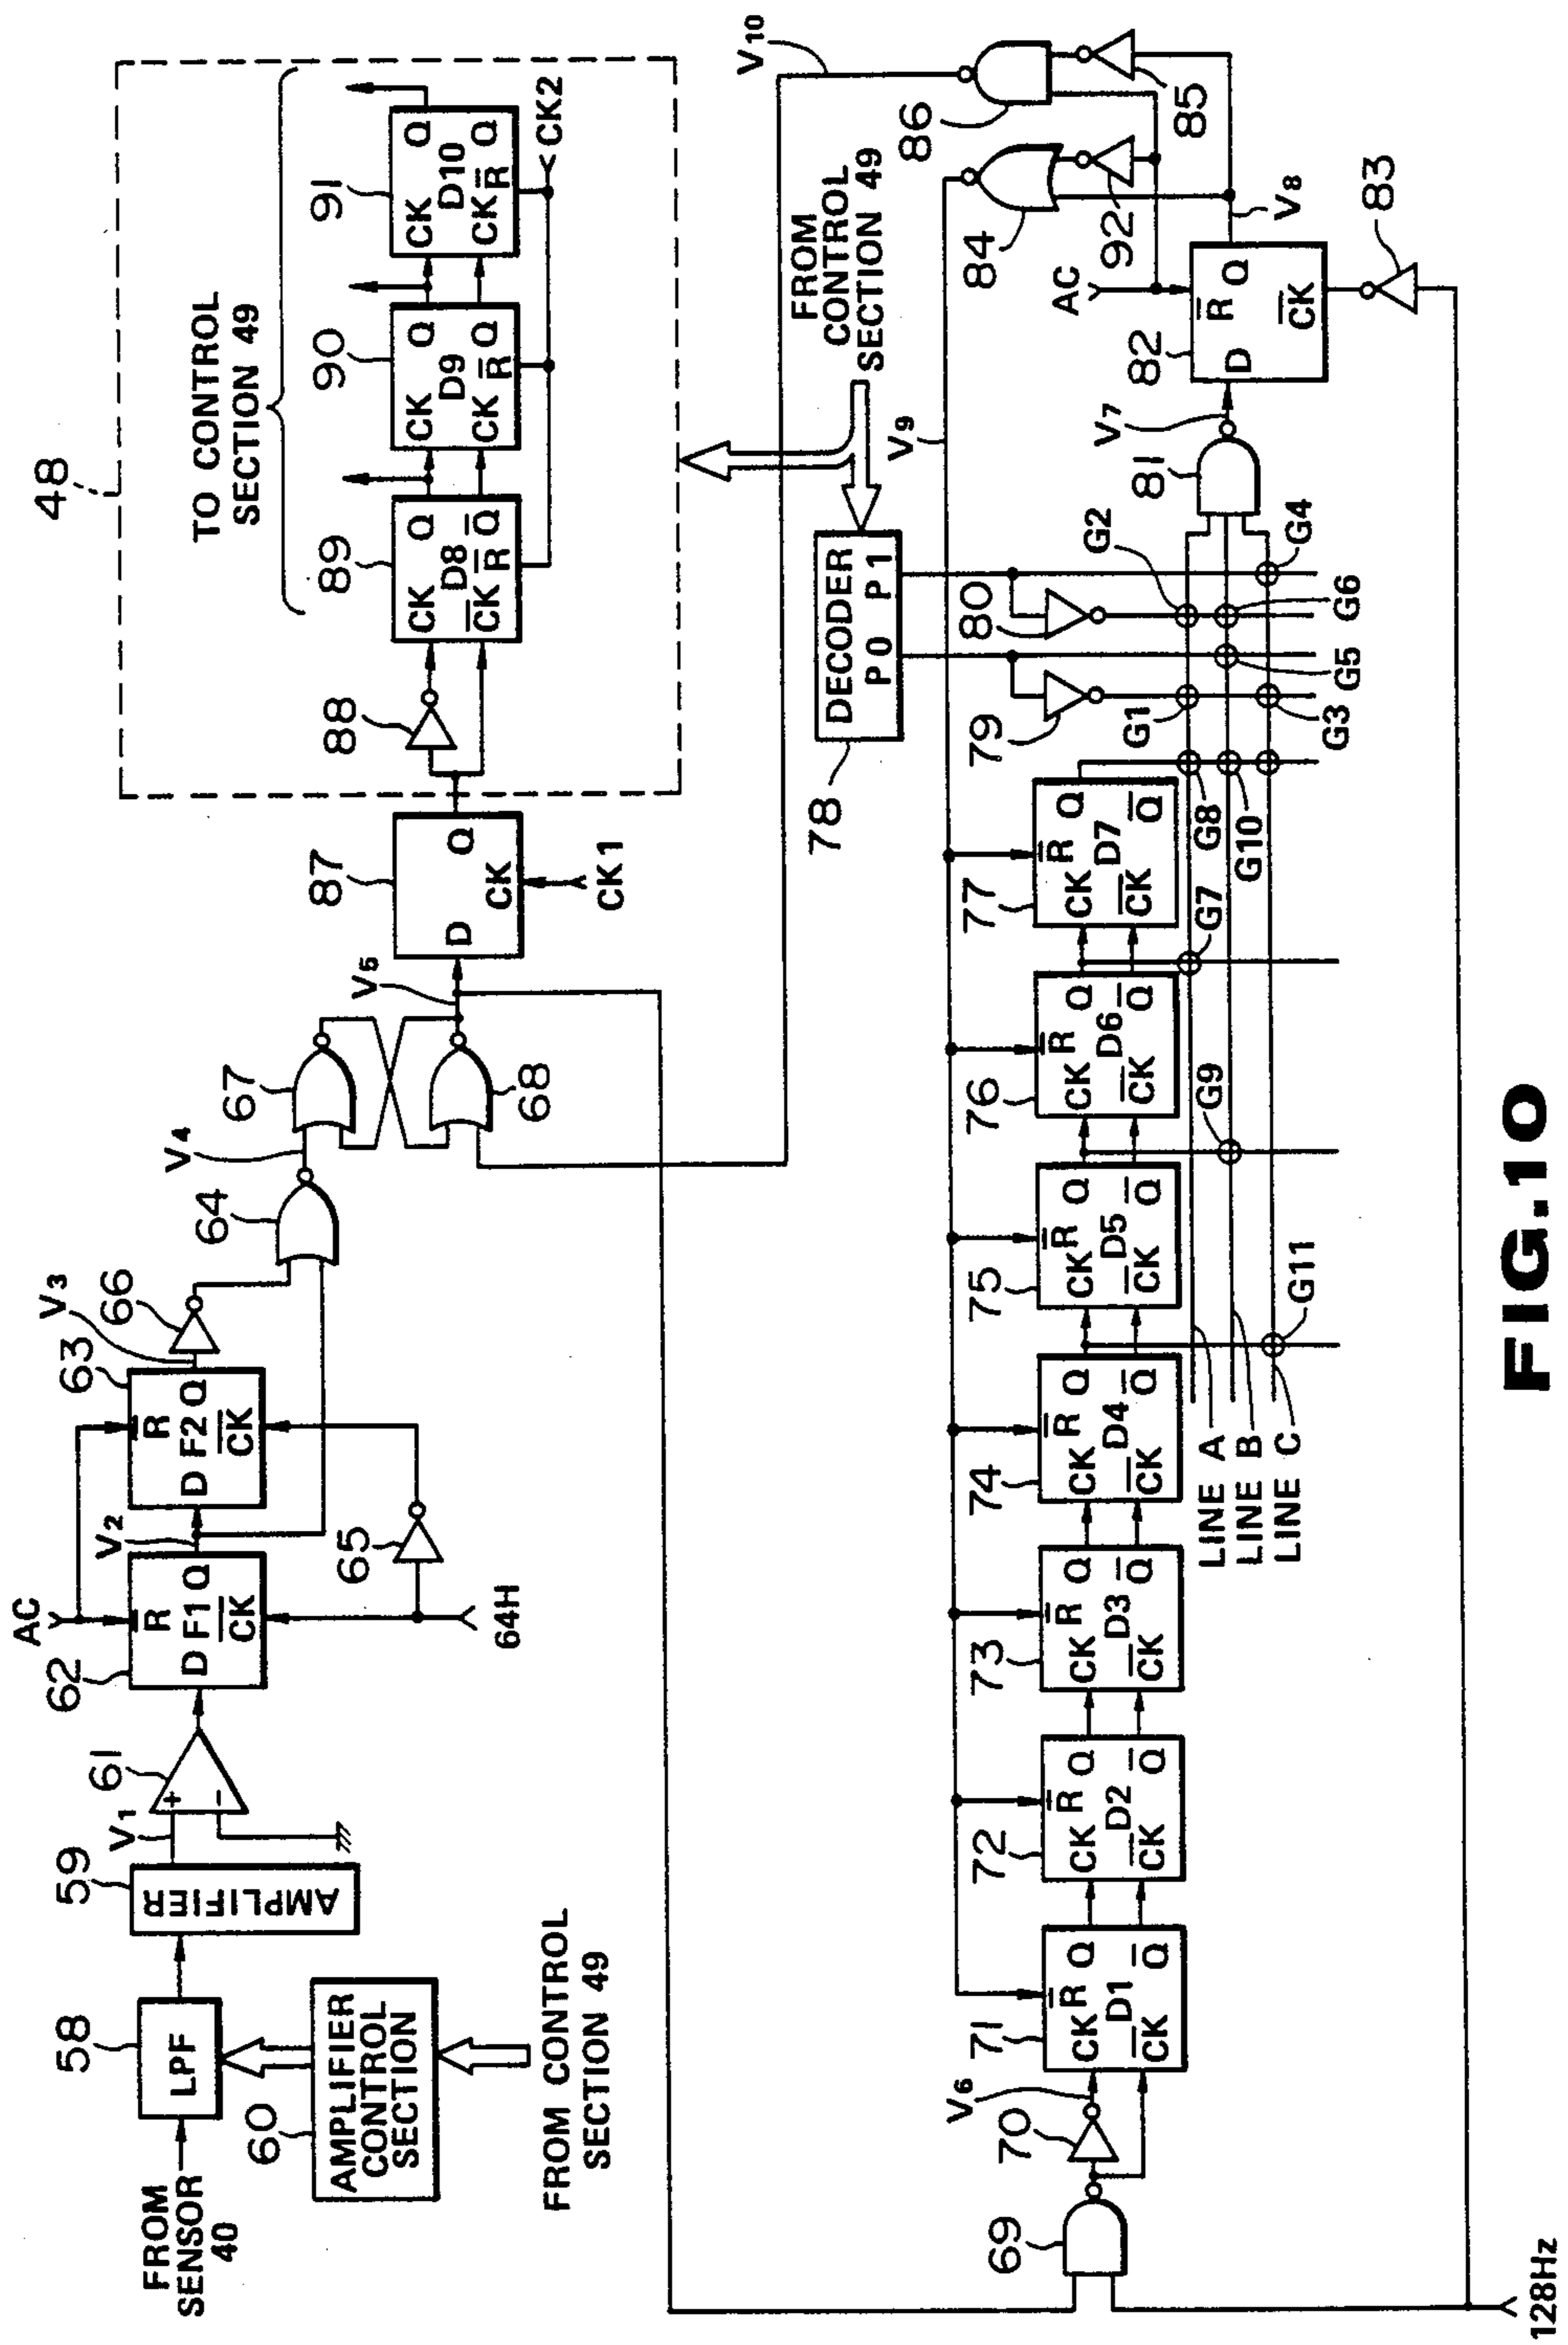 FROM
SENSOR
40
58
LPF
60
AMPLIFIER
CONTROL
SECTION
FROM CONTROL
SECTION 49
59
AMPLIFIER
V1
61
+
-
AC
62
R̅
D F1 Q
C̅K̅
V2
63
R̅
D F2 Q
C̅K̅
V3
65
64H
66
64
V4
67
68
V5
87
D Q
CK
CK1
48
TO CONTROL
SECTION 49
88
89
CK Q
D8
C̅K̅ R̅ Q̅
90
CK Q
D9
CK R̅ Q
91
CK Q
D10
CK R̅ Q
CK2
V10
69
128Hz
70
V6
71
CK R̅ Q
D1
C̅K̅ Q̅
72
CK R̅ Q
D2
C̅K̅ Q̅
73
CK R̅ Q
D3
C̅K̅ Q̅
74
CK R̅ Q
D4
C̅K̅ Q̅
75
CK R̅ Q
D5
C̅K̅ Q̅
76
CK R̅ Q
D6
C̅K̅ Q̅
77
CK R̅ Q
D7
C̅K̅ Q̅
LINE A
LINE B
LINE C
G11
G9
G7
G8
G10
78
DECODER
P0 P1
FROM
CONTROL
SECTION 49
79
80
G1
G2
G3
G5
G6
G4
81
V7
V9
82
R̅
D Q
C̅K̅
AC
83
V8
84
92
86
85
FIG.10